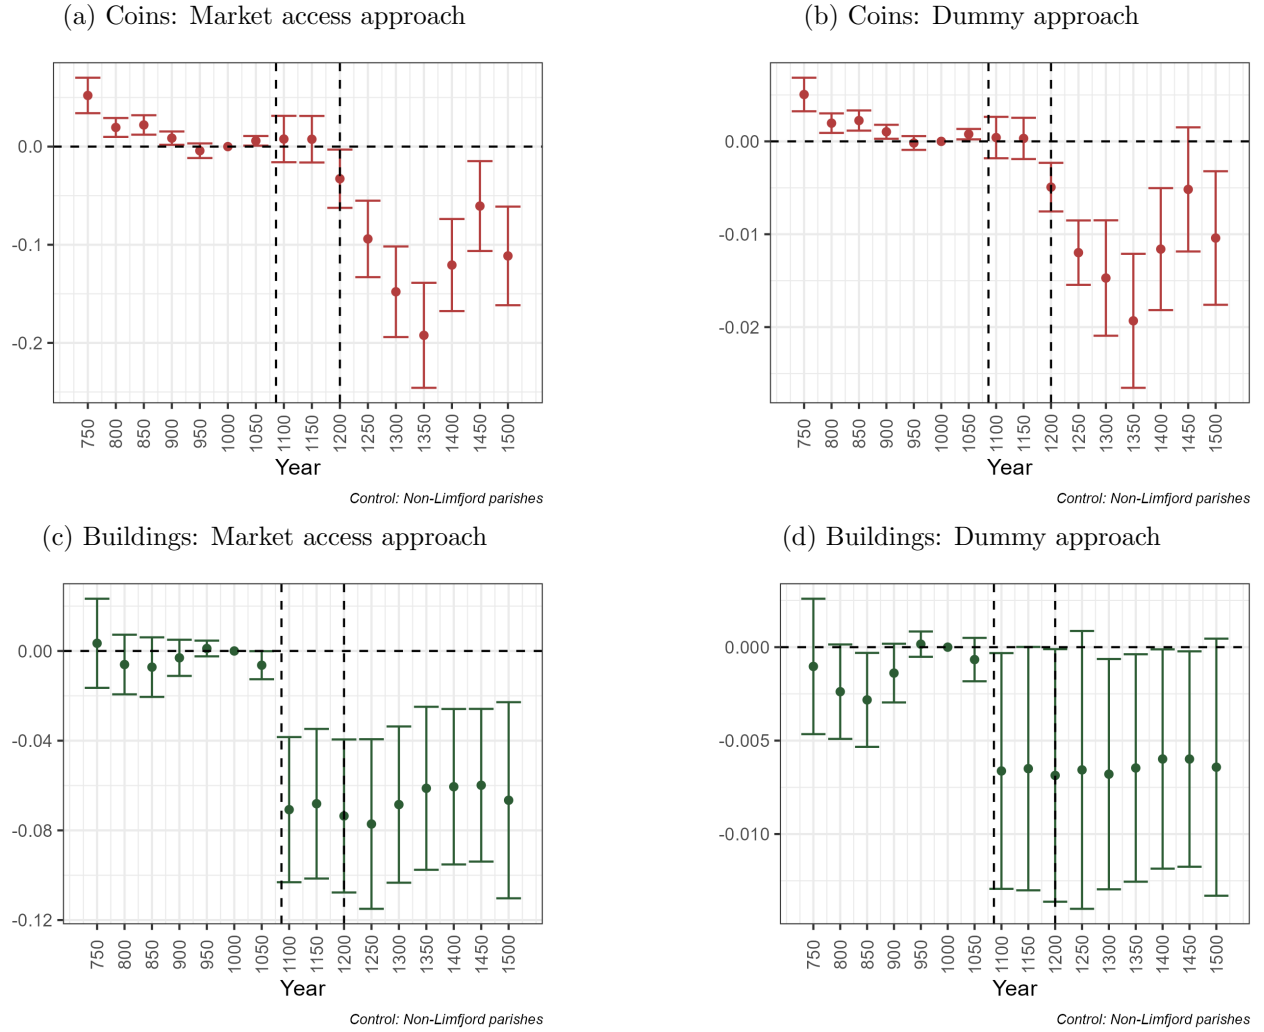 (a) Coins: Market access approach
0.0
-0.1
-0.2
750 800 850 900 950 1000 1050 1100 1150 1200 1250 1300 1350 1400 1450 1500
Year
Control: Non-Limfjord parishes
(b) Coins: Dummy approach
0.00
-0.01
-0.02
750 800 850 900 950 1000 1050 1100 1150 1200 1250 1300 1350 1400 1450 1500
Year
Control: Non-Limfjord parishes
(c) Buildings: Market access approach
0.00
-0.04
-0.08
-0.12
750 800 850 900 950 1000 1050 1100 1150 1200 1250 1300 1350 1400 1450 1500
Year
Control: Non-Limfjord parishes
(d) Buildings: Dummy approach
0.000
-0.005
-0.010
750 800 850 900 950 1000 1050 1100 1150 1200 1250 1300 1350 1400 1450 1500
Year
Control: Non-Limfjord parishes